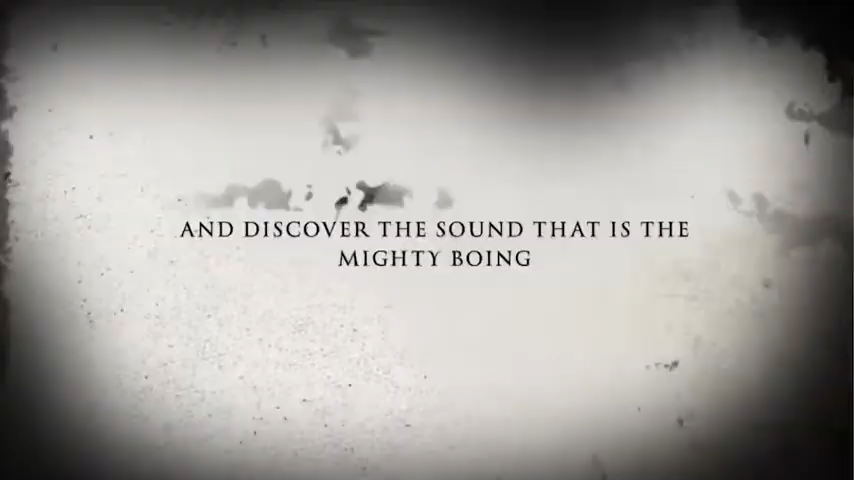 AND DISCOVER THE SOUND THAT IS THE
MIGHTY BOING